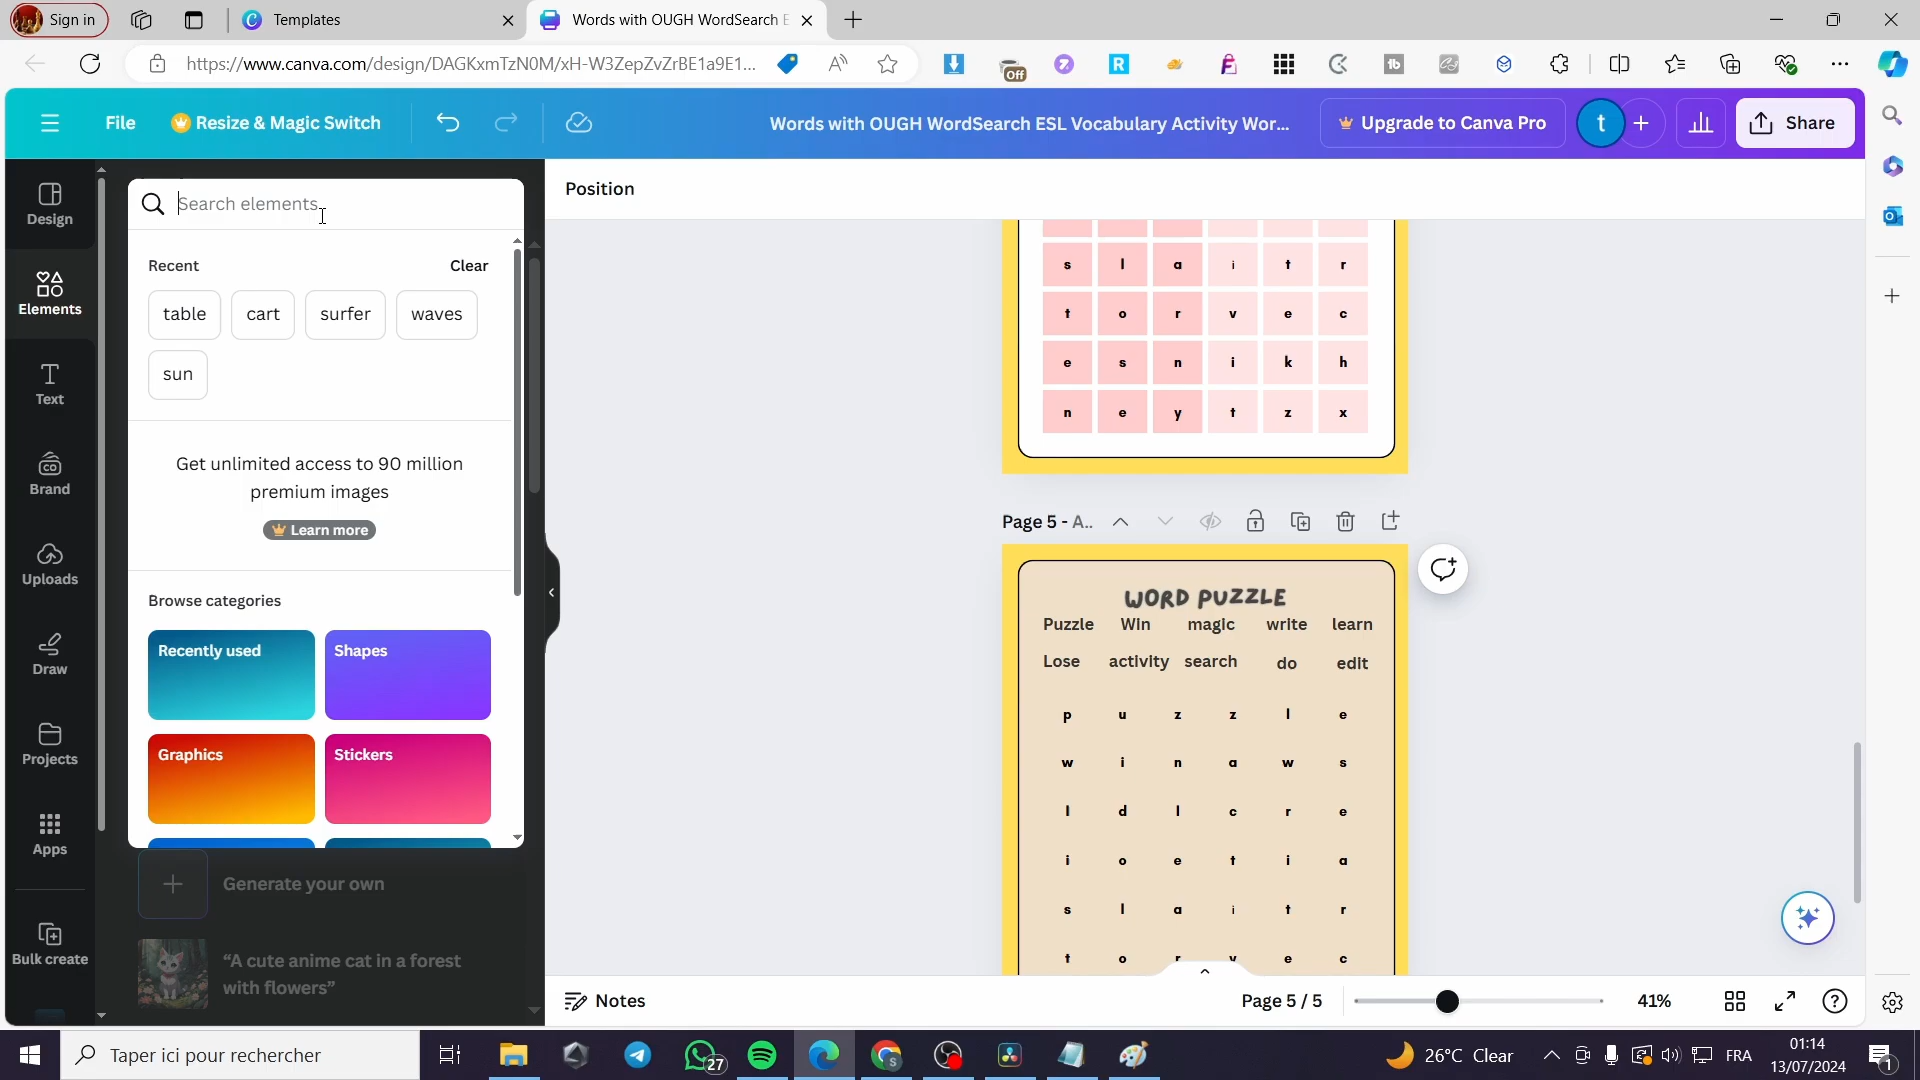 Sign in
Templates
Words with OUGH WordSearch E
https://www.canva.com/design/DAGKxmTzN0M/xH-W3ZepZvZrBE1a9E1...
Off
File
Resize & Magic Switch
Words with OUGH WordSearch ESL Vocabulary Activity Wor...
Upgrade to Canva Pro
t
Share
Design
Elements
Text
Brand
Uploads
Draw
Projects
Apps
Bulk create
Search elements
Recent
Clear
table cart surfer waves
sun
Get unlimited access to 90 million
premium images
Learn more
Browse categories
Recently used
Shapes
Graphics
Stickers
Generate your own
“A cute anime cat in a forest
with flowers”
Position
s l a i t r
t o r v e c
e s n i k h
n e y t z x
Page 5 - A..
WORD PUZZLE
Puzzle Win magic write learn
Lose activity search do edit
p u z z l e
w i n a w s
l d l c r e
i o e t i a
s l a i t r
t o r v e c
Notes
Page 5 / 5
41%
Taper ici pour rechercher
27
26°C Clear
FRA
01:14
13/07/2024
1